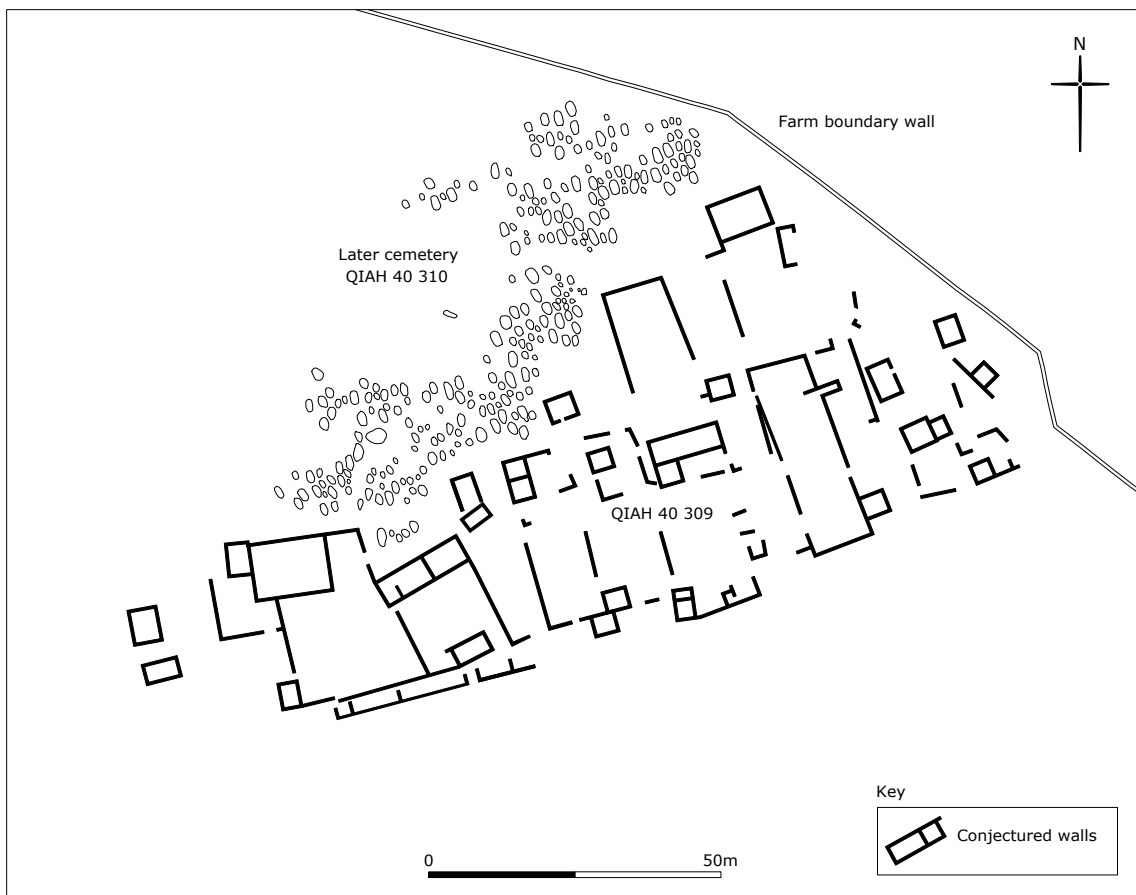 N
Farm boundary wall
Later cemetery
QIAH 40 310
QIAH 40 309
Key
Conjectured walls
0
50m